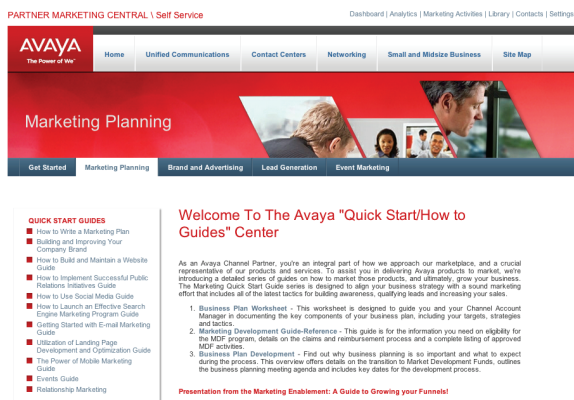 PARTNER MARKETING CENTRAL \ Self Service
Dashboard | Analytics | Marketing Activities | Library | Contacts | Settings
AVAYA
The Power of We™
Home
Unified Communications
Contact Centers
Networking
Small and Midsize Business
Site Map
Marketing Planning
Get Started
Marketing Planning
Brand and Advertising
Lead Generation
Event Marketing
QUICK START GUIDES
How to Write a Marketing Plan
Building and Improving Your
Company Brand
How to Build and Maintain a Website
Guide
How to Implement Successful Public
Relations Initiatives Guide
How to Use Social Media Guide
How to Launch an Effective Search
Engine Marketing Program Guide
Getting Started with E-mail Marketing
Guide
Utilization of Landing Page
Development and Optimization Guide
The Power of Mobile Marketing
Guide
Events Guide
Relationship Marketing
Welcome To The Avaya "Quick Start/How to
Guides" Center
As an Avaya Channel Partner, you're an integral part of how we approach our marketplace, and a crucial
representative of our products and services. To assist you in delivering Avaya products to market, we're
introducing a detailed series of guides on how to market those products, and ultimately, grow your business.
The Marketing Quick Start Guide series is designed to align your business strategy with a sound marketing
effort that includes all of the latest tactics for building awareness, qualifying leads and increasing your sales.
1. Business Plan Worksheet - This worksheet is designed to guide you and your Channel Account
Manager in documenting the key components of your business plan, including your targets, strategies
and tactics.
2. Marketing Development Guide-Reference - This guide is for the information you need on eligibility for
the MDF program, details on the claims and reimbursement process and a complete listing of approved
MDF activities.
3. Business Plan Development - Find out why business planning is so important and what to expect
during the process. This overview offers details on the transition to Market Development Funds, outlines
the business planning meeting agenda and includes key dates for the development process.
Presentation from the Marketing Enablement: A Guide to Growing your Funnels!